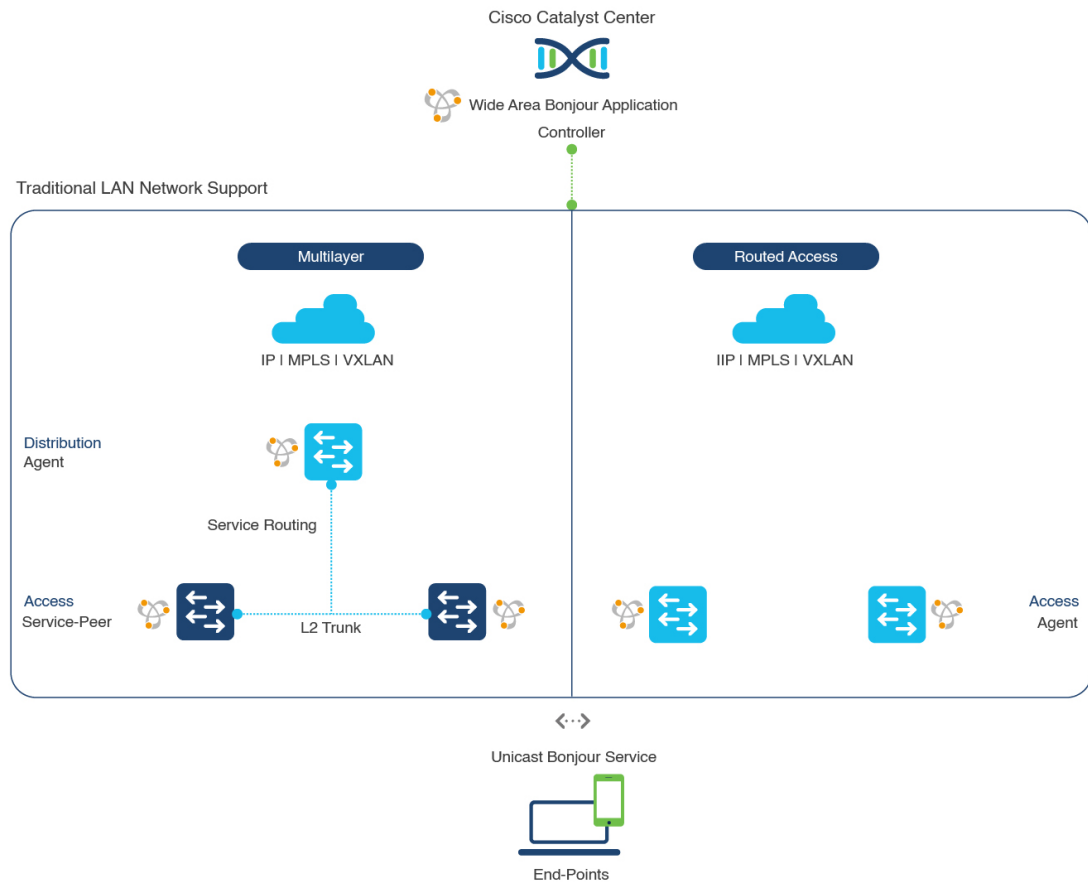 Cisco Catalyst Center
Wide Area Bonjour Application
Controller
Traditional LAN Network Support
Multilayer
Routed Access
IP | MPLS | VXLAN
IIP | MPLS | VXLAN
Distribution
Agent
Service Routing
Access
Service-Peer
L2 Trunk
Access
Agent
Unicast Bonjour Service
End-Points